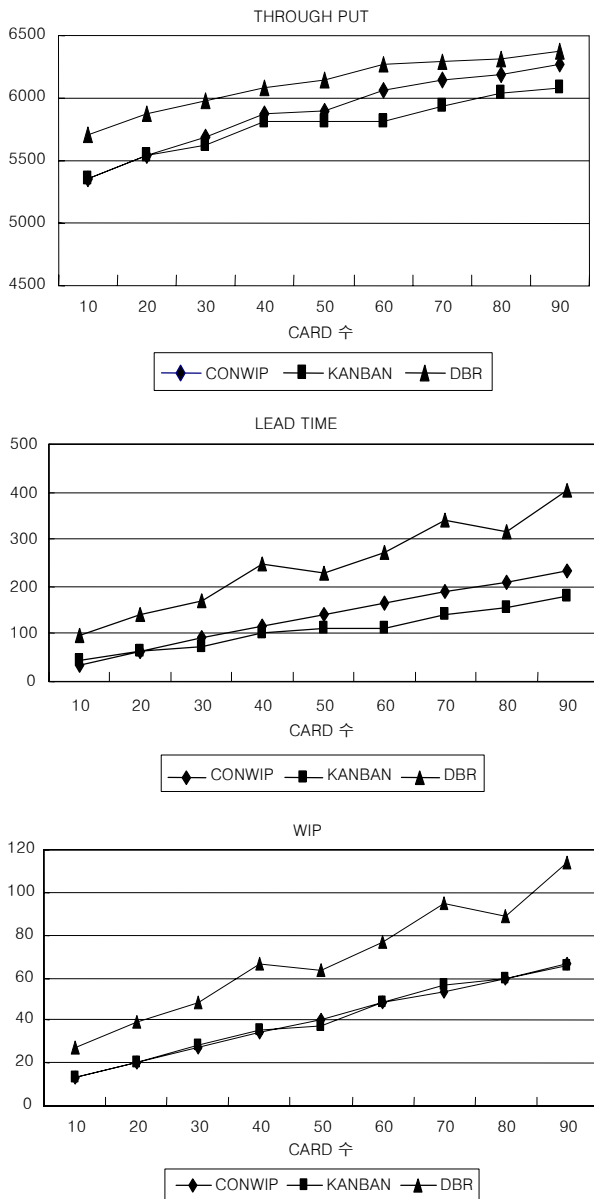 THROUGH PUT
6500
6000
5500
5000
4500
10 20 30 40 50 60 70 80 90
CARD 수
CONWIP KANBAN DBR
LEAD TIME
500
400
300
200
100
0
10 20 30 40 50 60 70 80 90
CARD 수
CONWIP KANBAN DBR
WIP
120
100
80
60
40
20
0
10 20 30 40 50 60 70 80 90
CARD 수
CONWIP KANBAN DBR